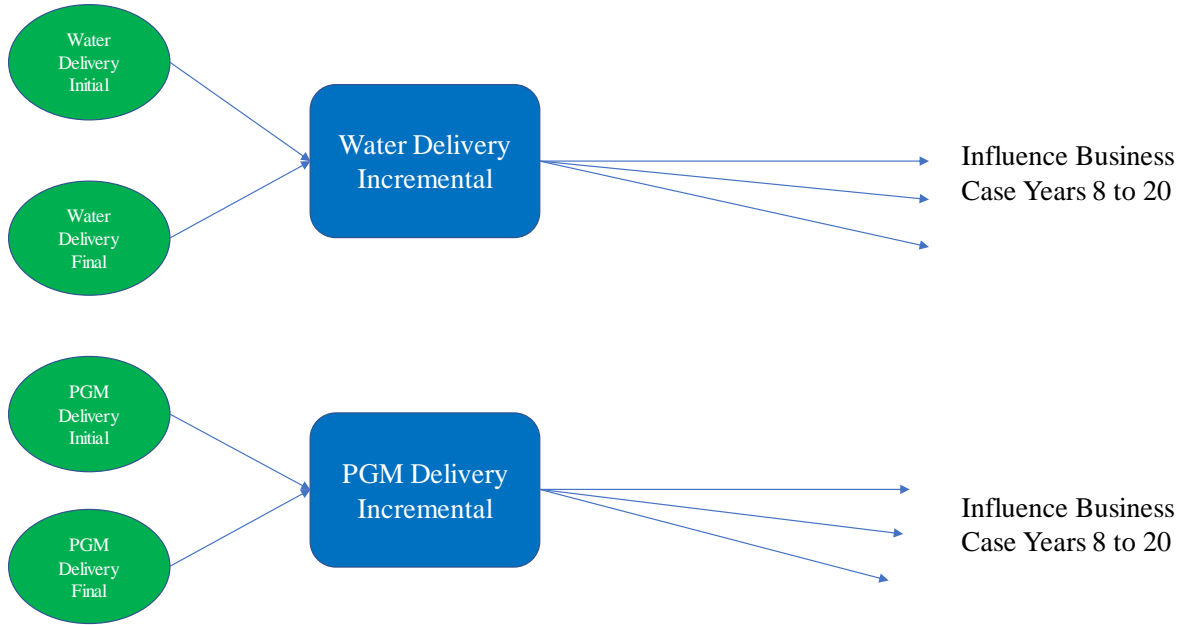 Water
Delivery
Initial
Water Delivery
Incremental
Influence Business
Case Years 8 to 20
Water
Delivery
Final
PGM
Delivery
Initial
PGM Delivery
Incremental
Influence Business
Case Years 8 to 20
PGM
Delivery
Final